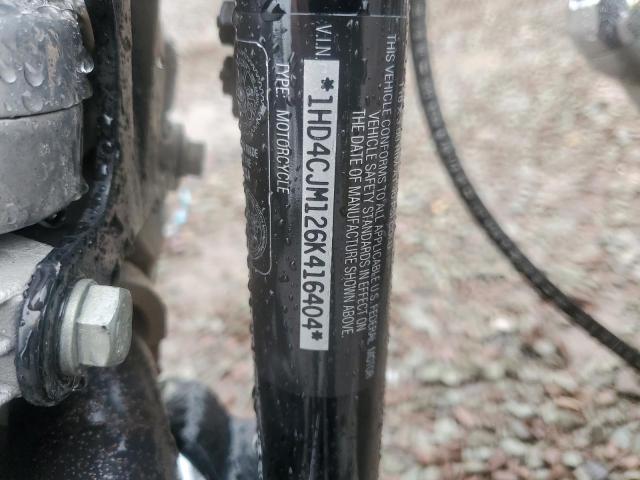 THIS VEHICLE CONFORMS TO ALL APPLICABLE U.S. FEDERAL MOTOR
VEHICLE SAFETY STANDARDS IN EFFECT ON
THE DATE OF MANUFACTURE SHOWN ABOVE.
V.I.N
*1HD4CJM126K416404*
TYPE: MOTORCYCLE